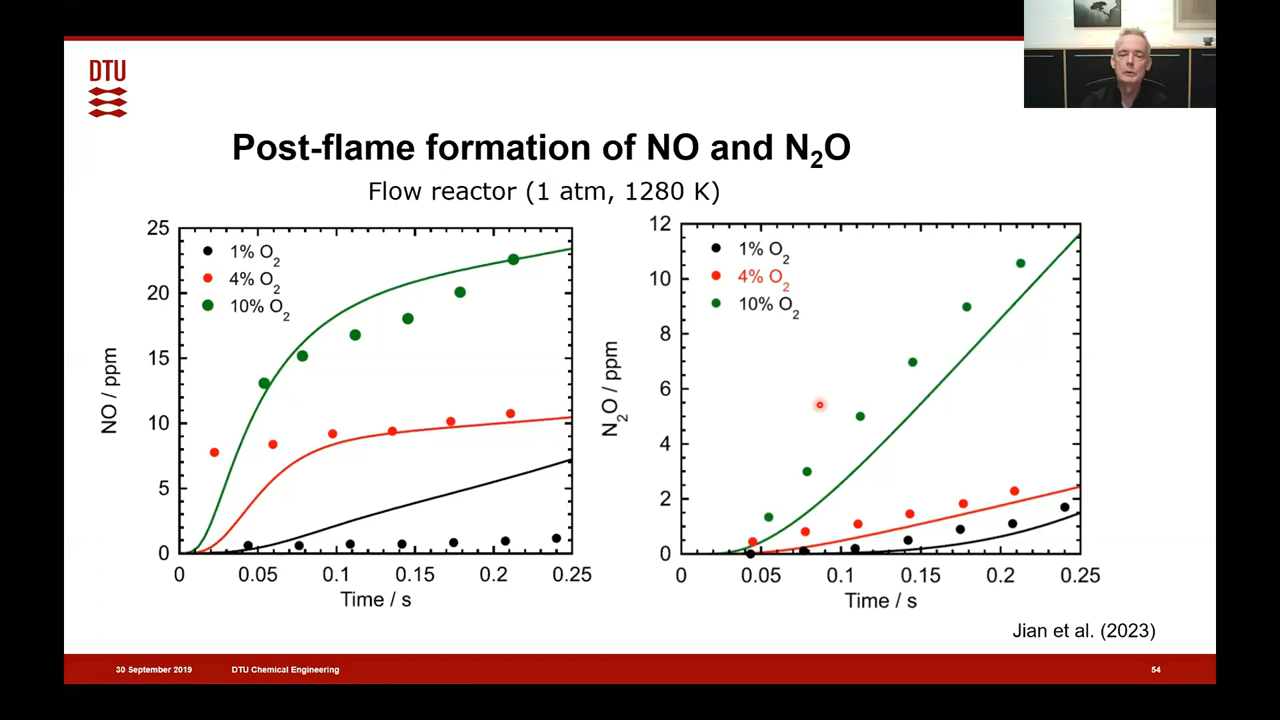 DTU
Post-flame formation of NO and N₂O
Flow reactor (1 atm, 1280 K)
25
20
15
10
5
0
NO / ppm
1% O₂
4% O₂
10% O₂
0 0.05 0.1 0.15 0.2 0.25
Time / s
12
10
8
6
4
2
0
N₂O / ppm
1% O₂
4% O₂
10% O₂
0 0.05 0.1 0.15 0.2 0.25
Time / s
Jian et al. (2023)
30 September 2019 DTU Chemical Engineering 54